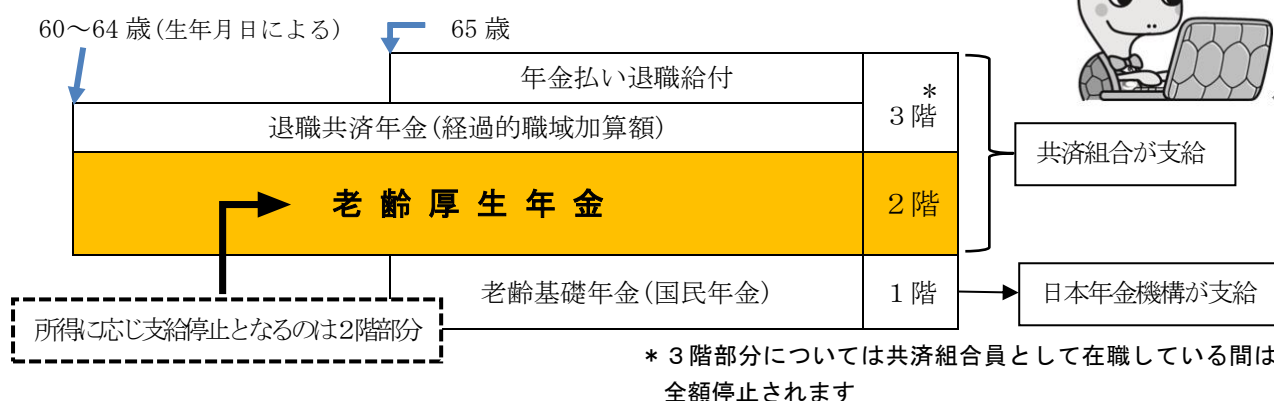 60～64 歳(生年月日による)
65 歳
年金払い退職給付
*
３階
退職共済年金(経過的職域加算額)
共済組合が支給
老 齢 厚 生 年 金
２階
老齢基礎年金(国民年金)
１階
日本年金機構が支給
所得に応じ支給停止となるのは２階部分
*３階部分については共済組合員として在職している間は
全額停止されます